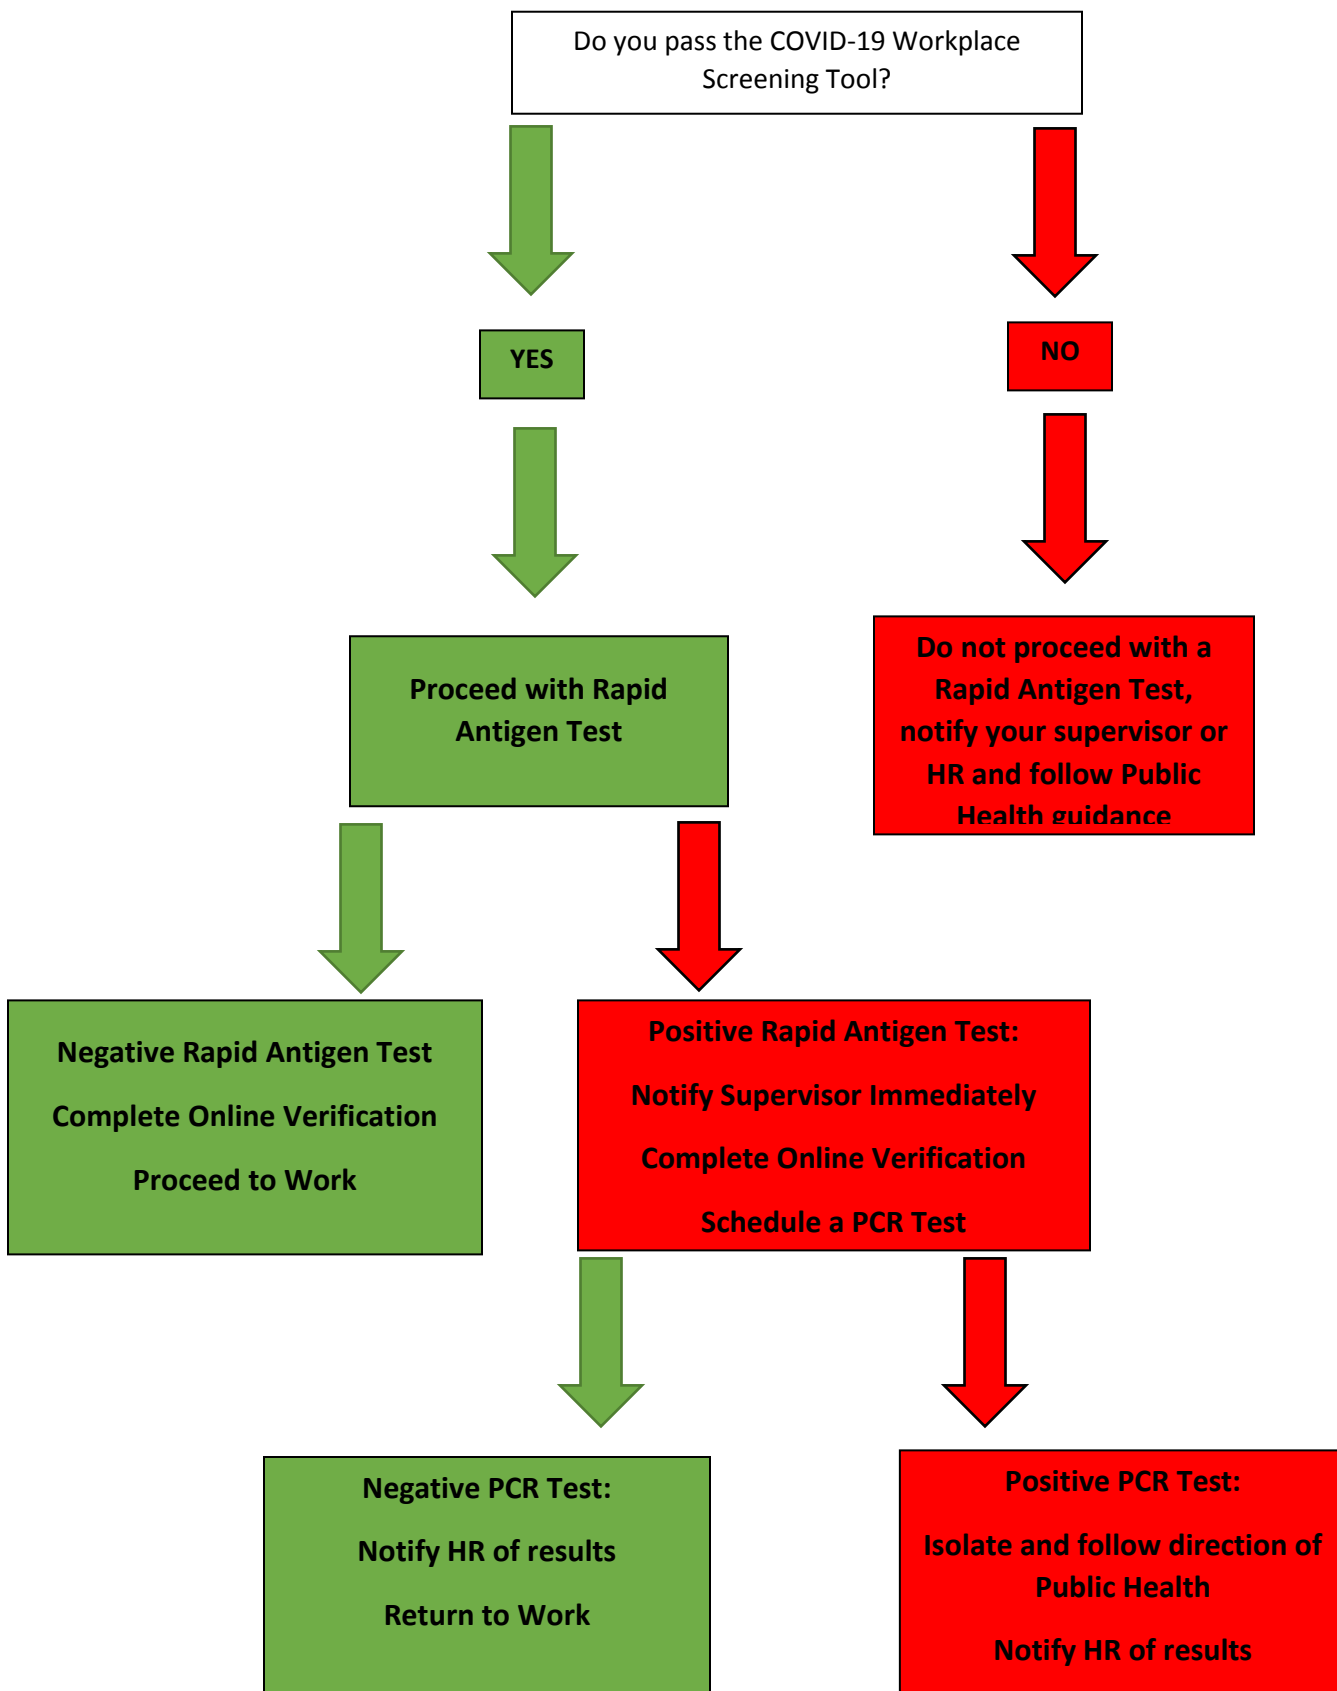 Do you pass the COVID-19 Workplace
Screening Tool?
YES
NO
Proceed with Rapid
Antigen Test
Do not proceed with a
Rapid Antigen Test,
notify your supervisor or
HR and follow Public
Health guidance
Negative Rapid Antigen Test
Complete Online Verification
Proceed to Work
Positive Rapid Antigen Test:
Notify Supervisor Immediately
Complete Online Verification
Schedule a PCR Test
Negative PCR Test:
Notify HR of results
Return to Work
Positive PCR Test:
Isolate and follow direction of
Public Health
Notify HR of results